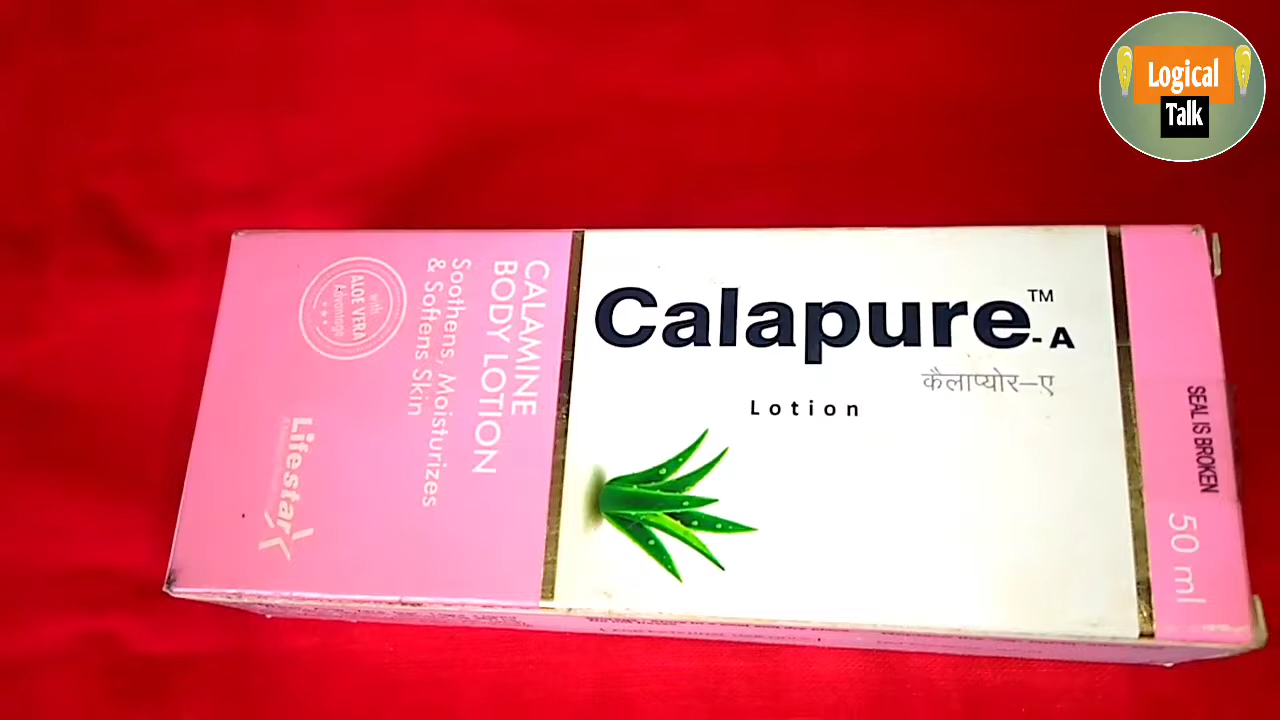 Logical
Talk
Calapure™-A
कैलाप्योर–ए
Lotion
CALAMINE
BODY LOTION
Soothens, Moisturizes
& Softens Skin
with
ALOE VERA
Advantage
Lifestar
SEAL IS BROKEN
50 ml